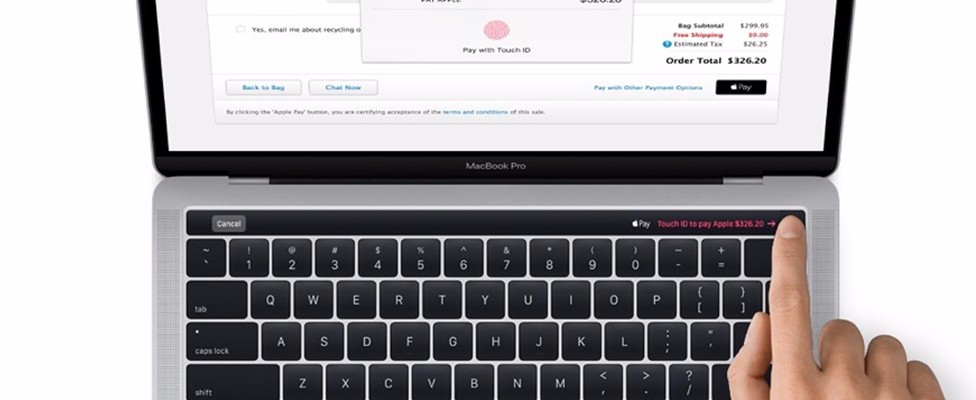 PAY APPLE $326.20
Yes, email me about recycling o
Pay with Touch ID
Bag Subtotal $299.95
Free Shipping $0.00
Estimated Tax $26.25
Order Total $326.20
Back to Bag Chat Now Pay with Other Payment Options Pay
By clicking the 'Apple Pay' button, you are certifying acceptance of the terms and conditions of this sale.
MacBook Pro
Cancel Pay Touch ID to pay Apple $326.20 →
~ ! @ # $ % ^ & * ( ) _ +
` 1 2 3 4 5 6 7 8 9 0 - =
tab Q W E R T Y U I O P { [ } ]
caps lock A S D F G H J K L : ; " '
shift Z X C V B N M < , > . ? /